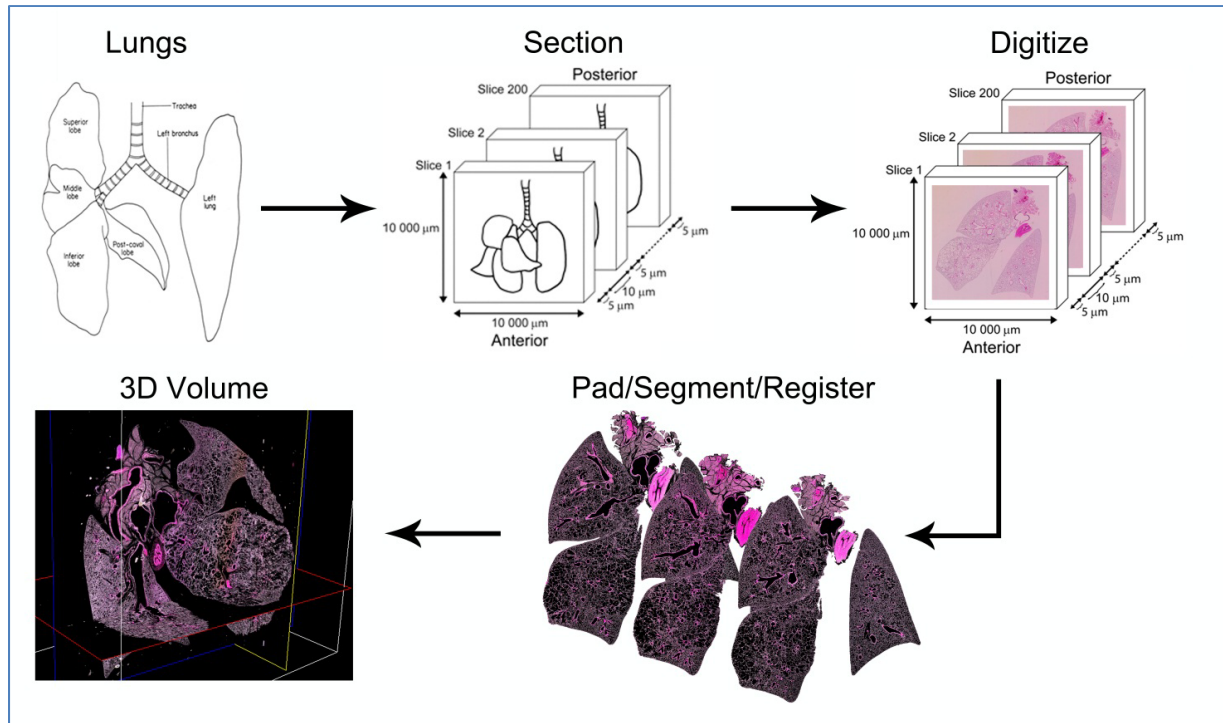 Lungs
Trachea
Superior
lobe
Left bronchus
Middle
lobe
Left
lung
Post-caval
lobe
Inferior
lobe
Section
Posterior
Slice 200
Slice 2
Slice 1
10 000 µm
5 µm
5 µm
10 µm
5 µm
10 000 µm
Anterior
Digitize
Posterior
Slice 200
Slice 2
Slice 1
10 000 µm
5 µm
5 µm
10 µm
5 µm
10 000 µm
Anterior
3D Volume
Pad/Segment/Register